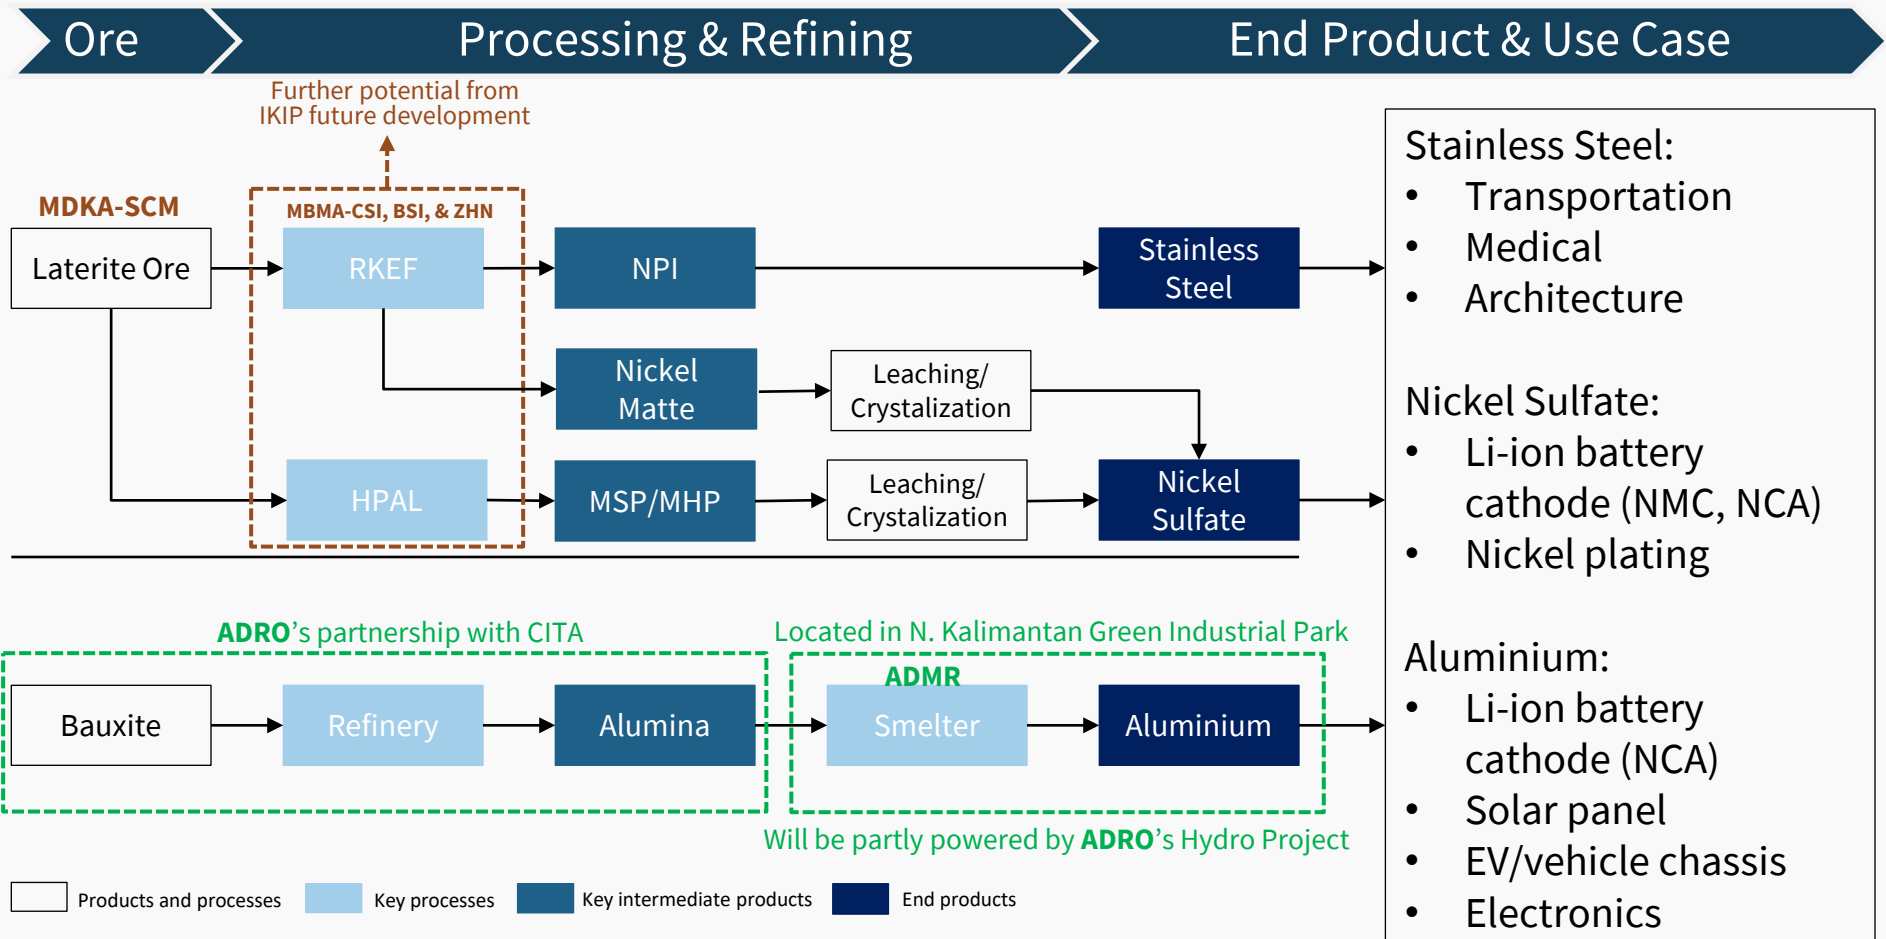 Ore
Processing & Refining
End Product & Use Case
Further potential from
IKIP future development
MDKA-SCM
MBMA-CSI, BSI, & ZHN
Laterite Ore
RKEF
NPI
Stainless
Steel
Nickel
Matte
Leaching/
Crystalization
HPAL
MSP/MHP
Leaching/
Crystalization
Nickel
Sulfate
ADRO’s partnership with CITA
Located in N. Kalimantan Green Industrial Park
ADMR
Bauxite
Refinery
Alumina
Smelter
Aluminium
Will be partly powered by ADRO’s Hydro Project
Products and processes
Key processes
Key intermediate products
End products
Stainless Steel:
• Transportation
• Medical
• Architecture
Nickel Sulfate:
• Li-ion battery
cathode (NMC, NCA)
• Nickel plating
Aluminium:
• Li-ion battery
cathode (NCA)
• Solar panel
• EV/vehicle chassis
• Electronics